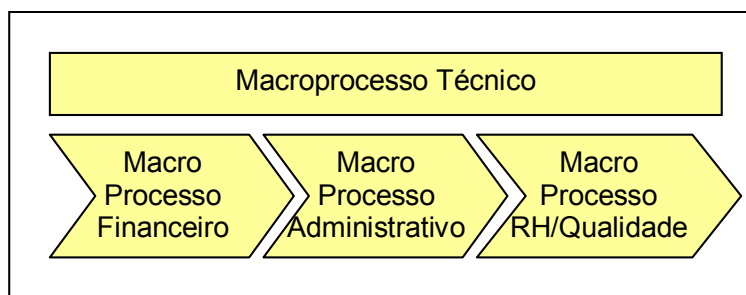 Macroprocesso Técnico
Macro
Processo
Financeiro
Macro
Processo
Administrativo
Macro
Processo
RH/Qualidade